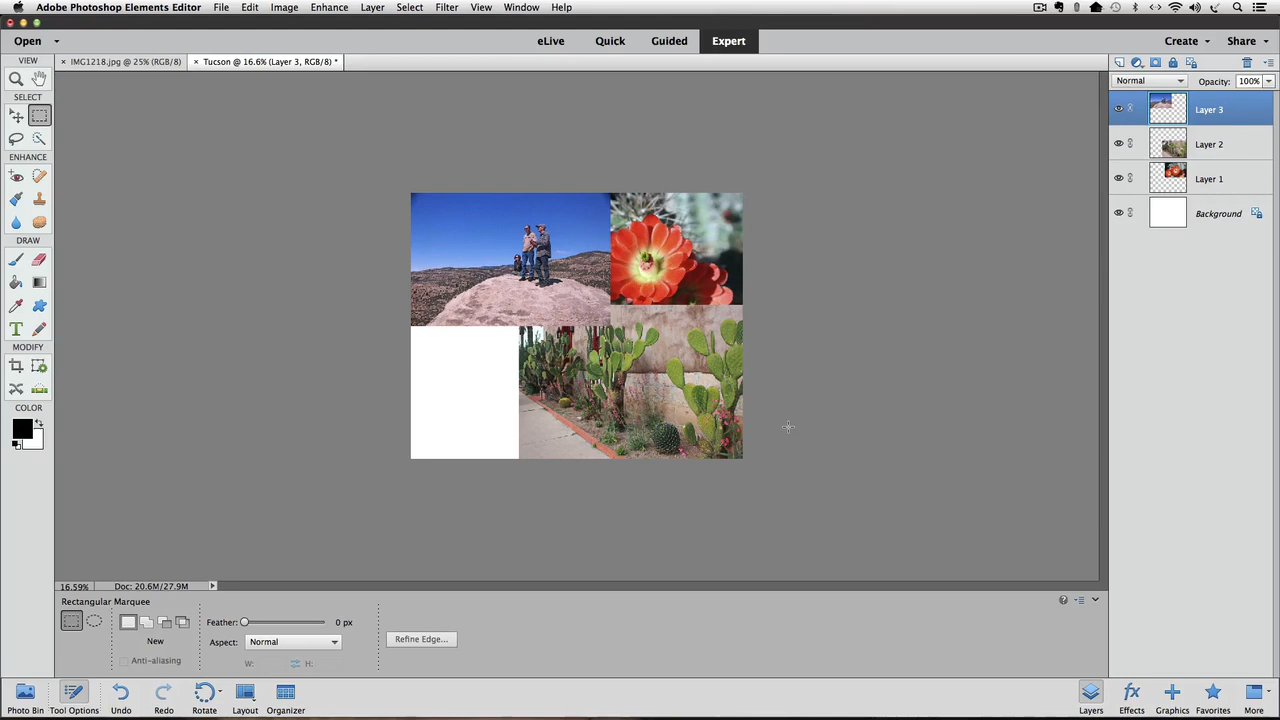 Adobe Photoshop Elements Editor File Edit Image Enhance Layer Select Filter View Window Help
Open eLive Quick Guided Expert Create Share
VIEW × IMG1218.jpg @ 25% (RGB/8) × Tucson @ 16.6% (Layer 3, RGB/8) *
Normal Opacity: 100%
SELECT
Layer 3
Layer 2
ENHANCE
Layer 1
Background
DRAW
T
MODIFY
COLOR
16.59% Doc: 20.6M/27.9M
Rectangular Marquee
Feather: 0 px
New Aspect: Normal Refine Edge...
Anti-aliasing W: H:
Photo Bin Tool Options Undo Redo Rotate Layout Organizer Layers Effects Graphics Favorites More